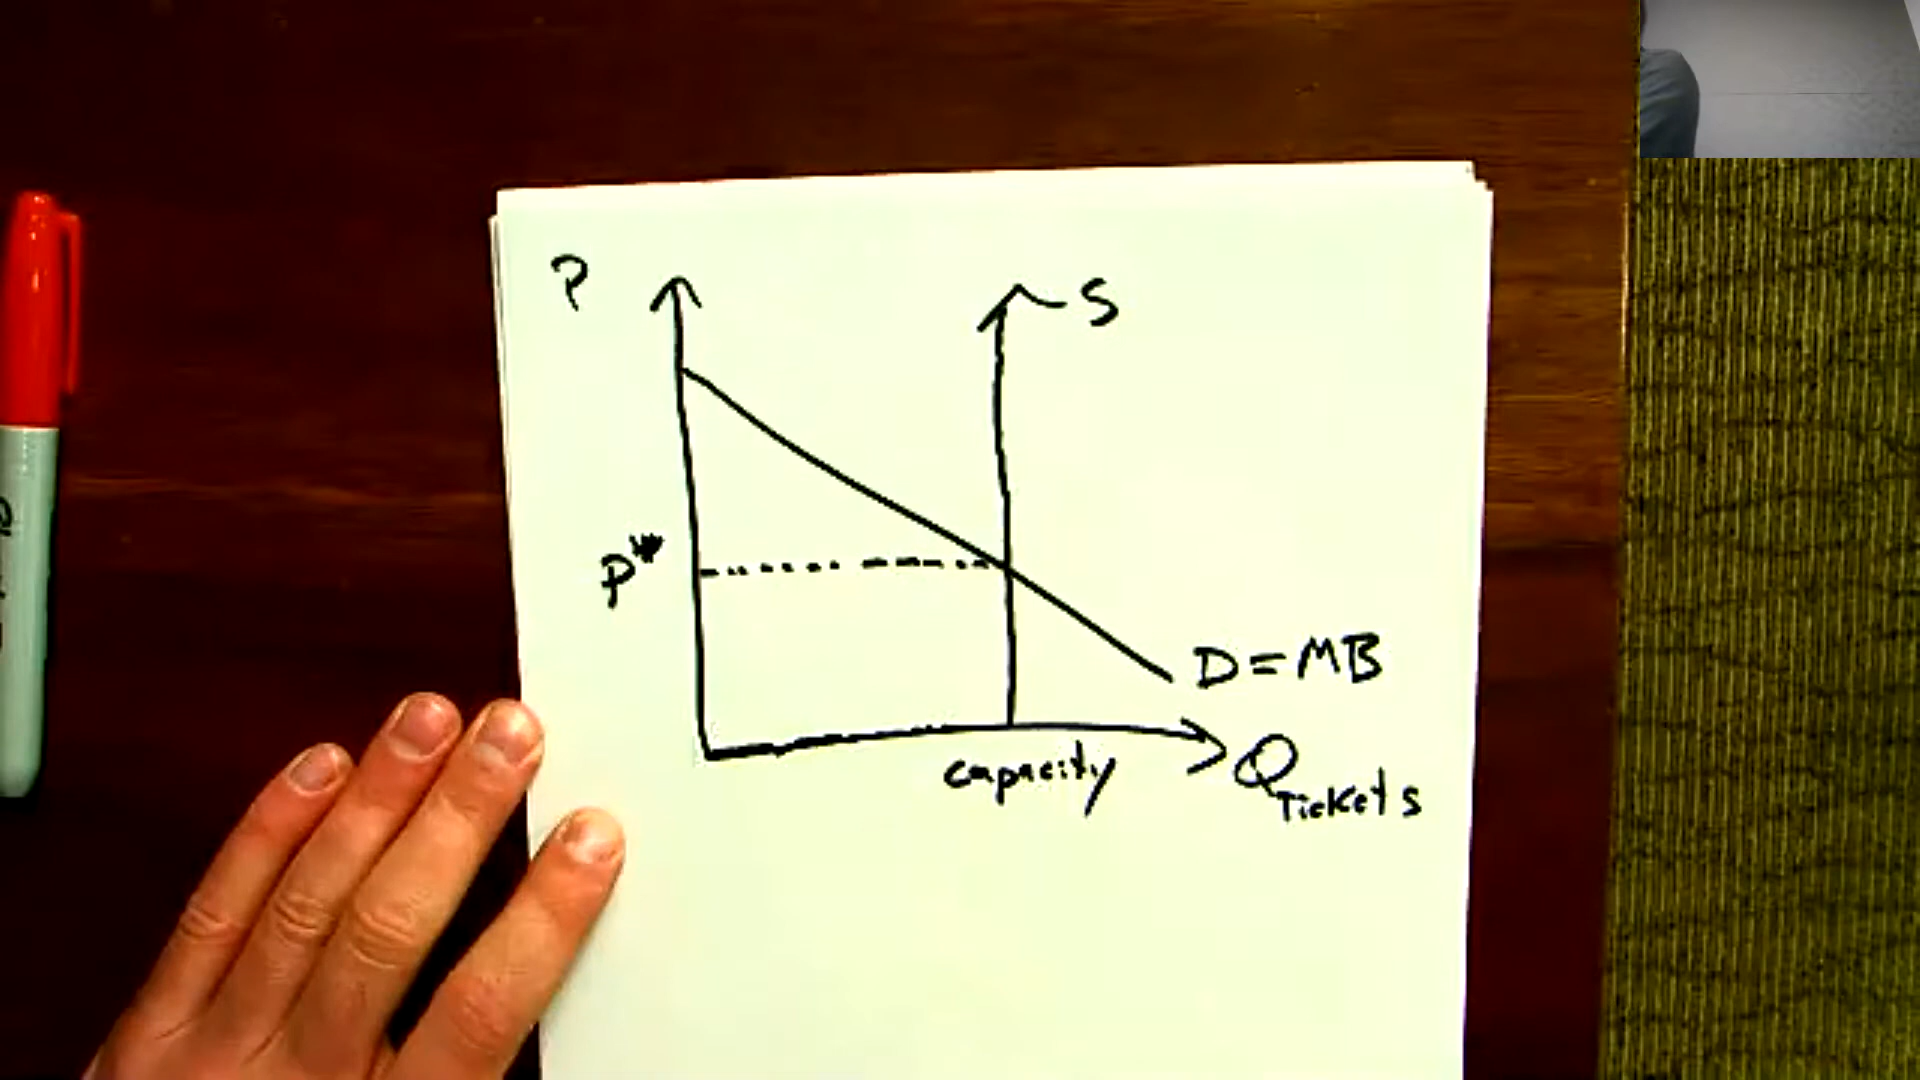 P
S
P*
D=MB
capacity
Q Tickets